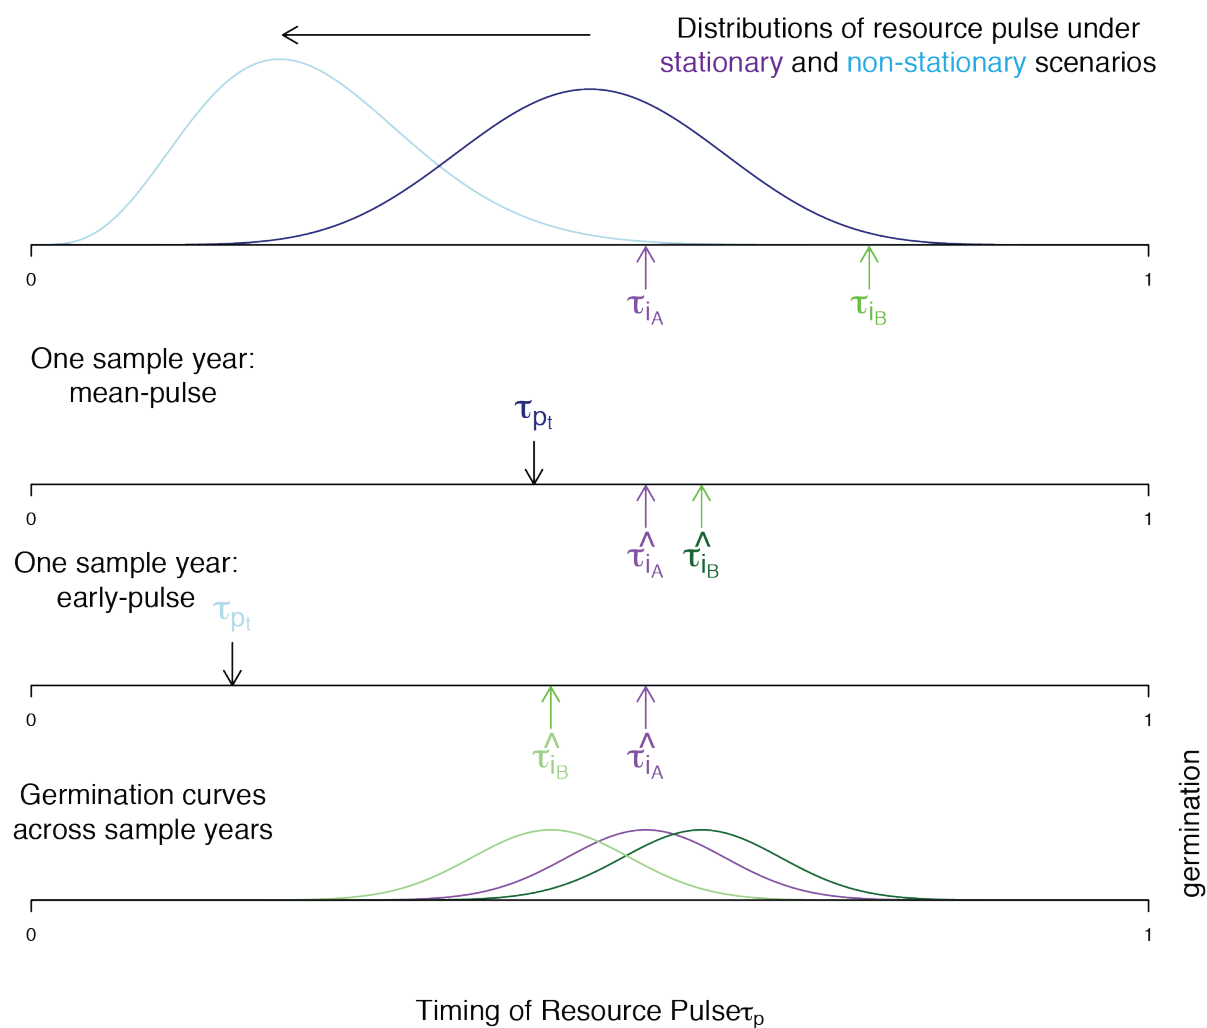 Distributions of resource pulse under
stationary and non-stationary scenarios
0 1
τiA τiB
One sample year:
mean-pulse
τpt
0 1
τ̂iA τ̂iB
One sample year:
early-pulse
τpt
0 1
τ̂iB τ̂iA
Germination curves
across sample years
germination
0 1
Timing of Resource Pulseτp